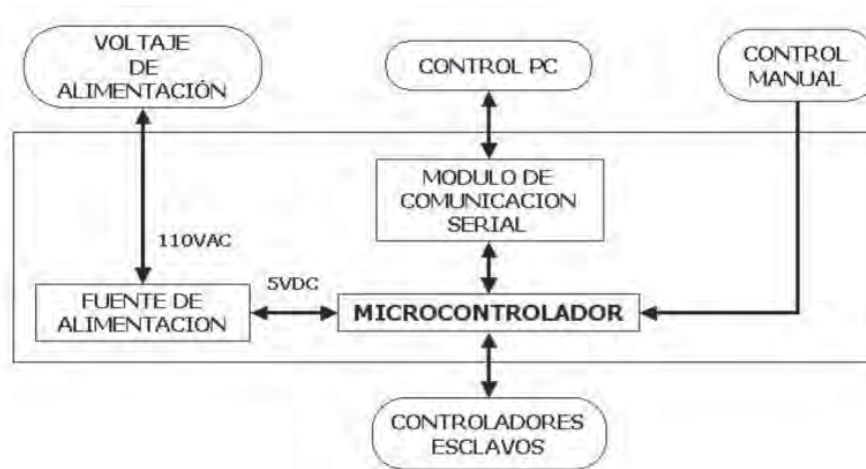 VOLTAJE
DE
ALIMENTACIÓN
CONTROL PC
CONTROL
MANUAL
MODULO DE
COMUNICACION
SERIAL
110VAC
5VDC
FUENTE DE
ALIMENTACION
MICROCONTROLADOR
CONTROLADORES
ESCLAVOS